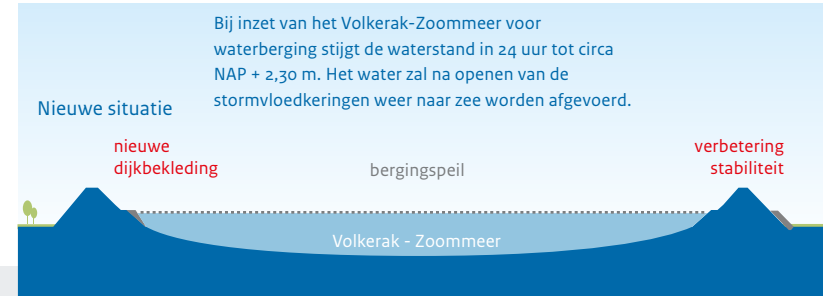 Bij inzet van het Volkerak-Zoommeer voor
waterberging stijgt de waterstand in 24 uur tot circa
NAP + 2,30 m. Het water zal na openen van de
stormvloedkeringen weer naar zee worden afgevoerd.
Nieuwe situatie
nieuwe
dijkbekleding
bergingspeil
verbetering
stabiliteit
Volkerak - Zoommeer